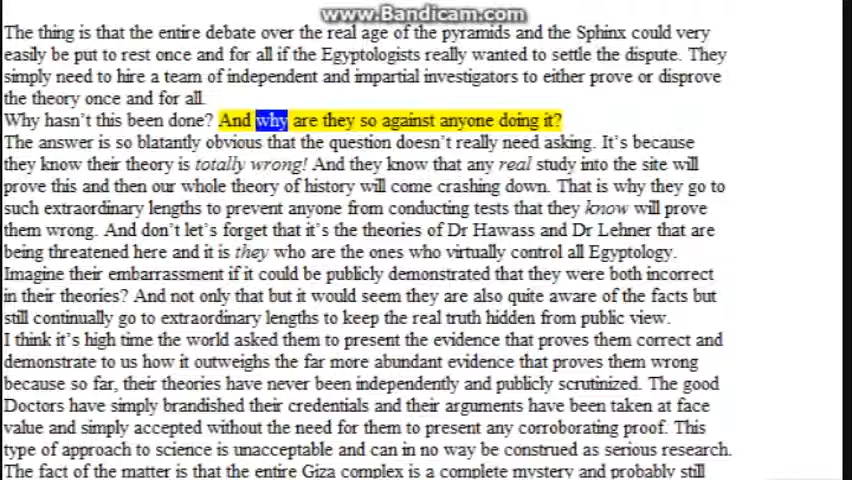 www.Bandicam.com
The thing is that the entire debate over the real age of the pyramids and the Sphinx could very
easily be put to rest once and for all if the Egyptologists really wanted to settle the dispute. They
simply need to hire a team of independent and impartial investigators to either prove or disprove
the theory once and for all.
Why hasn't this been done? And why are they so against anyone doing it?
The answer is so blatantly obvious that the question doesn't really need asking. It's because
they know their theory is totally wrong! And they know that any real study into the site will
prove this and then our whole theory of history will come crashing down. That is why they go to
such extraordinary lengths to prevent anyone from conducting tests that they know will prove
them wrong. And don't let's forget that it's the theories of Dr Hawass and Dr Lehner that are
being threatened here and it is they who are the ones who virtually control all Egyptology.
Imagine their embarrassment if it could be publicly demonstrated that they were both incorrect
in their theories? And not only that but it would seem they are also quite aware of the facts but
still continually go to extraordinary lengths to keep the real truth hidden from public view.
I think it's high time the world asked them to present the evidence that proves them correct and
demonstrate to us how it outweighs the far more abundant evidence that proves them wrong
because so far, their theories have never been independently and publicly scrutinized. The good
Doctors have simply brandished their credentials and their arguments have been taken at face
value and simply accepted without the need for them to present any corroborating proof. This
type of approach to science is unacceptable and can in no way be construed as serious research.
The fact of the matter is that the entire Giza complex is a complete mystery and probably still